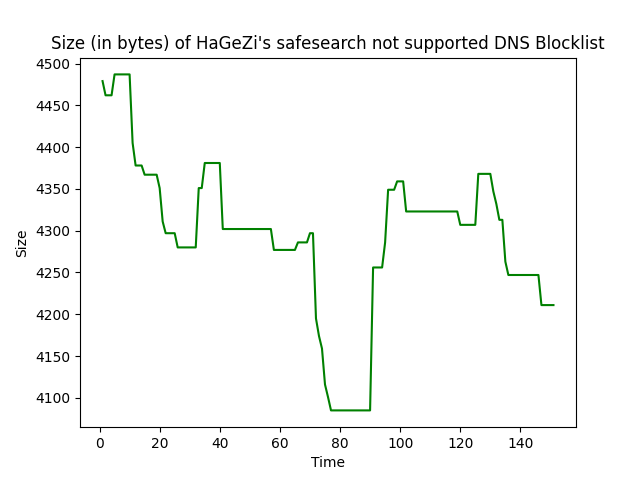 Size (in bytes) of HaGeZi's safesearch not supported DNS Blocklist
4500
4450
4400
4350
4300
4250
4200
4150
4100
Size
0 20 40 60 80 100 120 140
Time